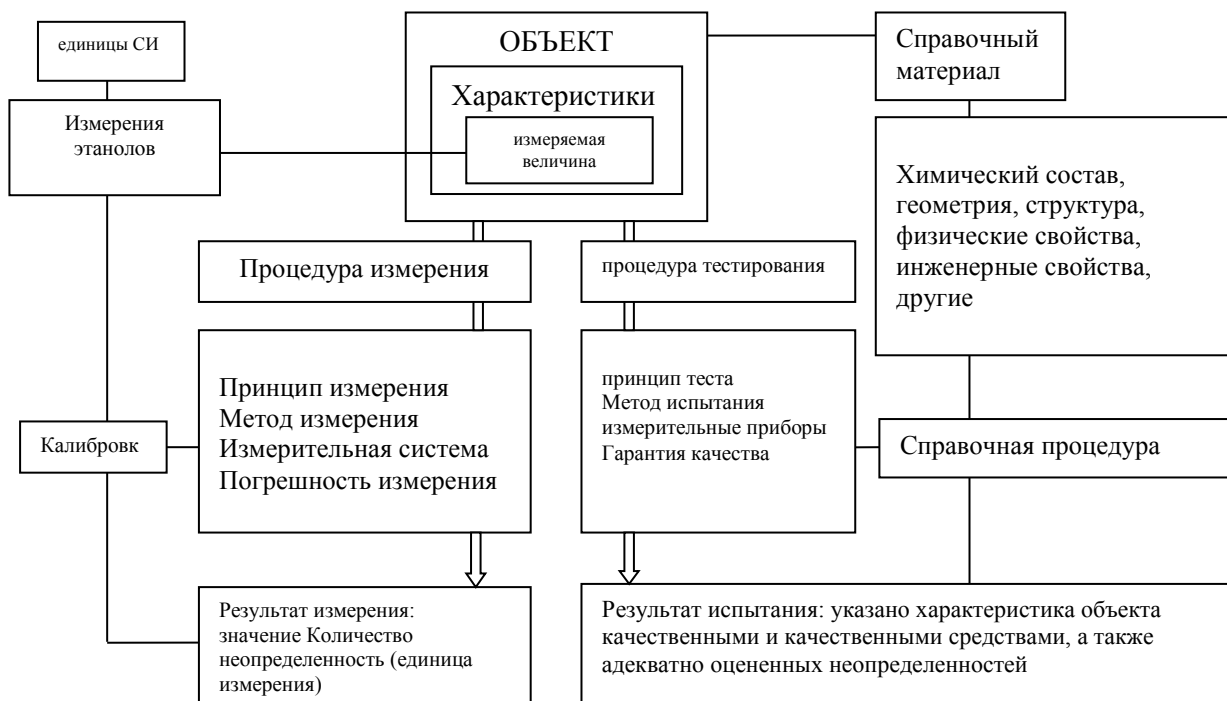 единицы СИ
ОБЪЕКТ
Справочный
материал
Характеристики
измеряемая
величина
Измерения
этанолов
Химический состав,
геометрия, структура,
физические свойства,
инженерные свойства,
другие
Процедура измерения
процедура тестирования
Принцип измерения
Метод измерения
Измерительная система
Погрешность измерения
принцип теста
Метод испытания
измерительные приборы
Гарантия качества
Калибровк
Справочная процедура
Результат измерения:
значение Количество
неопределенность (единица
измерения)
Результат испытания: указано характеристика объекта
качественными и качественными средствами, а также
адекватно оцененных неопределенностей